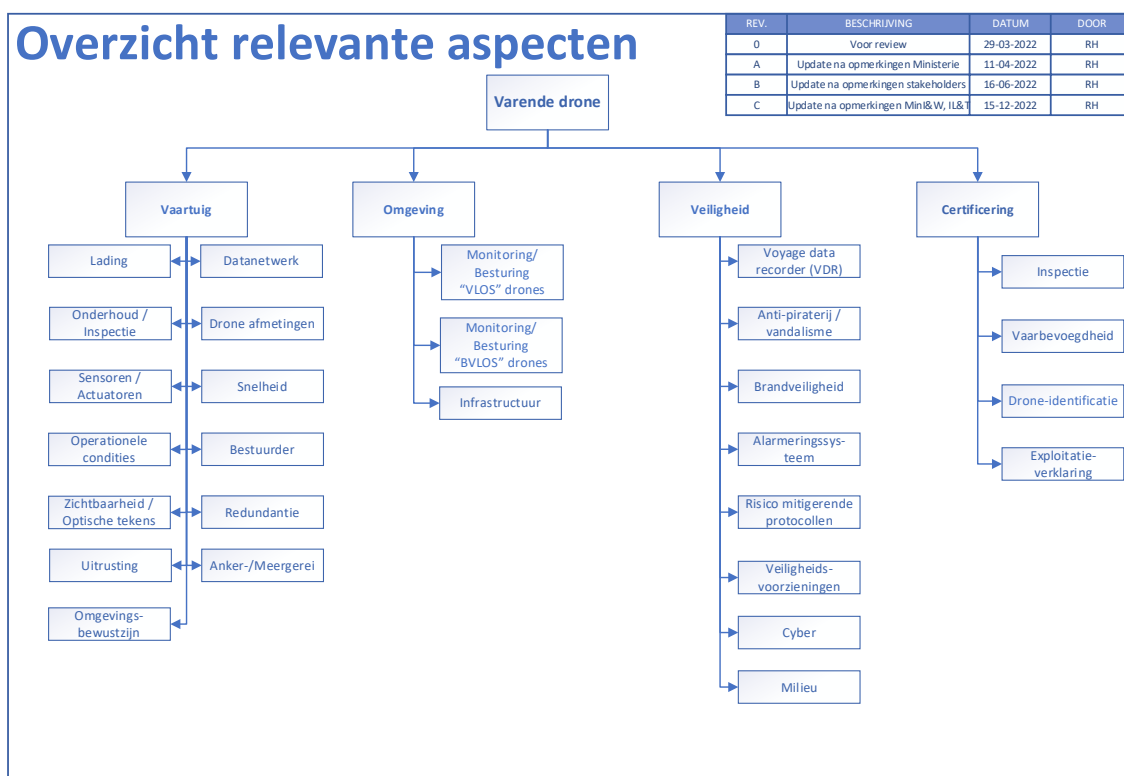 Overzicht relevante aspecten
REV. BESCHRIJVING DATUM DOOR
0 Voor review 29-03-2022 RH
A Update na opmerkingen Ministerie 11-04-2022 RH
B Update na opmerkingen stakeholders 16-06-2022 RH
C Update na opmerkingen MinI&W, IL&T 15-12-2022 RH
Varende drone
Vaartuig
Lading
Datanetwerk
Onderhoud /
Inspectie
Drone afmetingen
Sensoren /
Actuatoren
Snelheid
Operationele
condities
Bestuurder
Zichtbaarheid /
Optische tekens
Redundantie
Uitrusting
Anker-/Meergerei
Omgevings-
bewustzijn
Omgeving
Monitoring/
Besturing
“VLOS” drones
Monitoring/
Besturing
“BVLOS” drones
Infrastructuur
Veiligheid
Voyage data
recorder (VDR)
Anti-piraterij /
vandalisme
Brandveiligheid
Alarmeringssys-
teem
Risico mitigerende
protocollen
Veiligheids-
voorzieningen
Cyber
Milieu
Certificering
Inspectie
Vaarbevoegdheid
Drone-identificatie
Exploitatie-
verklaring